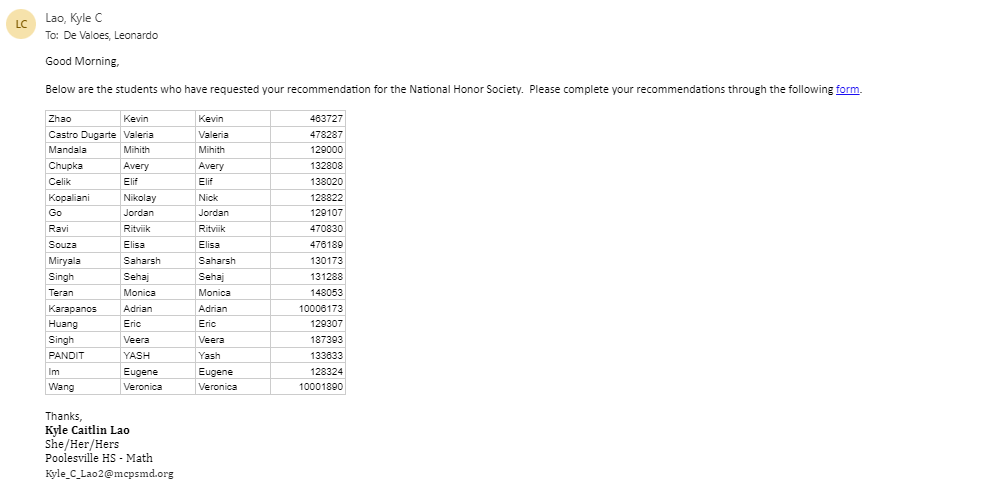 LC
Lao, Kyle C
To: De Valoes, Leonardo
Good Morning,
Below are the students who have requested your recommendation for the National Honor Society. Please complete your recommendations through the following form.
Zhao Kevin Kevin 463727
Castro Dugarte Valeria Valeria 478287
Mandala Mihith Mihith 129000
Chupka Avery Avery 132808
Celik Elif Elif 138020
Kopaliani Nikolay Nick 128822
Go Jordan Jordan 129107
Ravi Ritviik Ritviik 470830
Souza Elisa Elisa 476189
Miryala Saharsh Saharsh 130173
Singh Sehaj Sehaj 131288
Teran Monica Monica 148053
Karapanos Adrian Adrian 10006173
Huang Eric Eric 129307
Singh Veera Veera 187393
PANDIT YASH Yash 133633
Im Eugene Eugene 128324
Wang Veronica Veronica 10001890
Thanks,
Kyle Caitlin Lao
She/Her/Hers
Poolesville HS - Math
Kyle_C_Lao2@mcpsmd.org